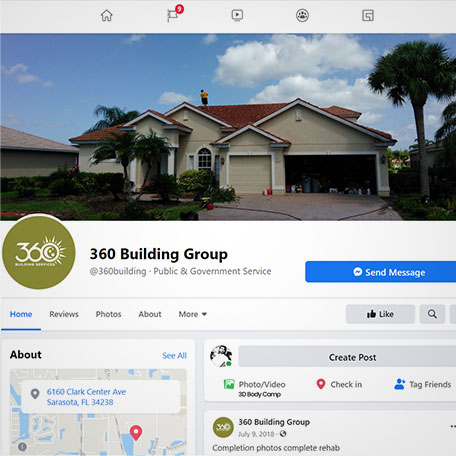 9
360
BUILDING SERVICES
360 Building Group
@360building · Public & Government Service
Send Message
Home
Reviews
Photos
About
More
Like
About
See All
6160 Clark Center Ave
Sarasota, FL 34238
Create Post
Photo/Video
3D Body Comp
Check in
Tag Friends
360 Building Group
July 9, 2018 ·
Completion photos complete rehab